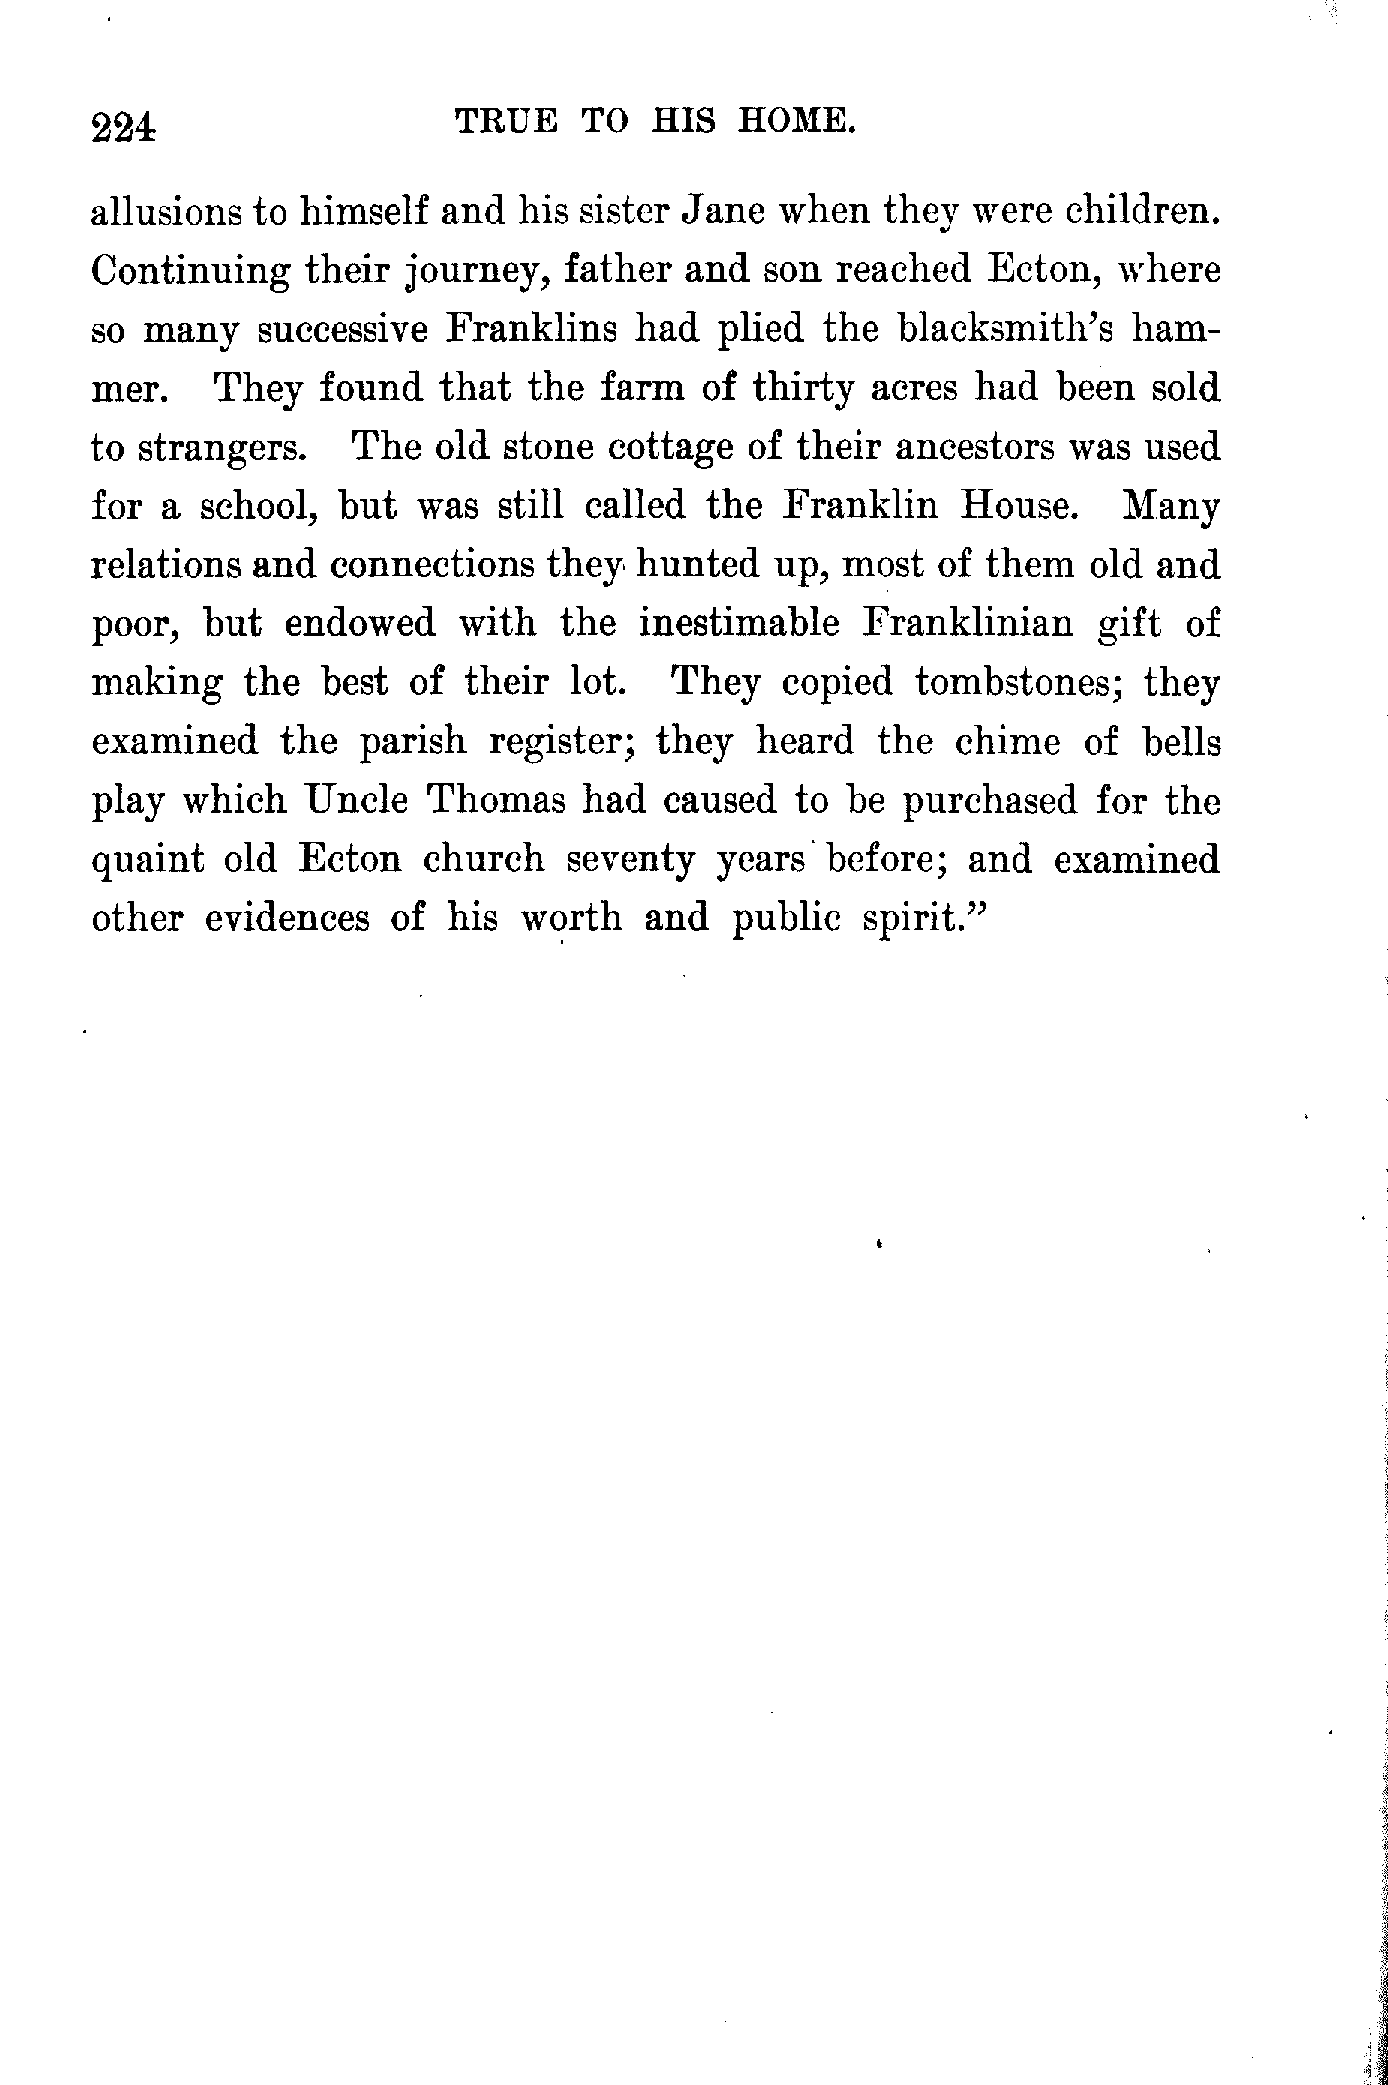 224 TRUE TO HIS HOME.
allusions to himself and his sister Jane when they were children.
Continuing their journey, father and son reached Ecton, where
so many successive Franklins had plied the blacksmith's ham-
mer. They found that the farm of thirty acres had been sold
to strangers. The old stone cottage of their ancestors was used
for a school, but was still called the Franklin House. Many
relations and connections they hunted up, most of them old and
poor, but endowed with the inestimable Franklinian gift of
making the best of their lot. They copied tombstones; they
examined the parish register; they heard the chime of bells
play which Uncle Thomas had caused to be purchased for the
quaint old Ecton church seventy years before; and examined
other evidences of his worth and public spirit."